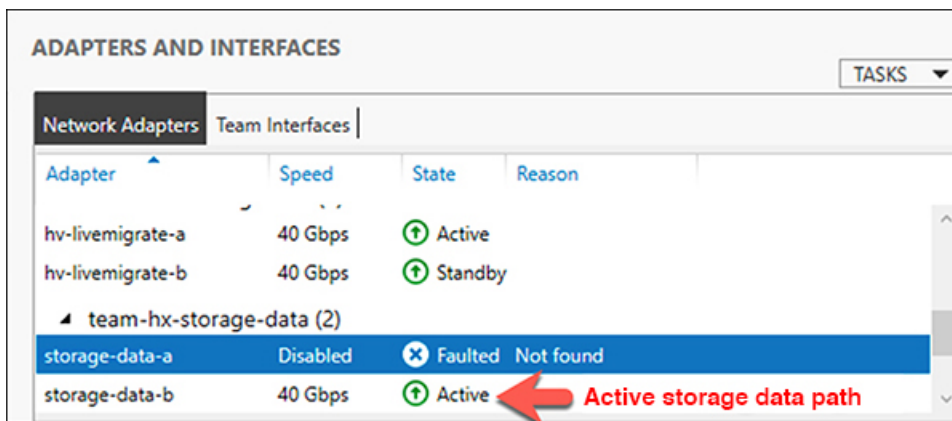 ADAPTERS AND INTERFACES
TASKS
Network Adapters Team Interfaces
Adapter Speed State Reason
hv-livemigrate-a 40 Gbps Active
hv-livemigrate-b 40 Gbps Standby
team-hx-storage-data (2)
storage-data-a Disabled Faulted Not found
storage-data-b 40 Gbps Active Active storage data path